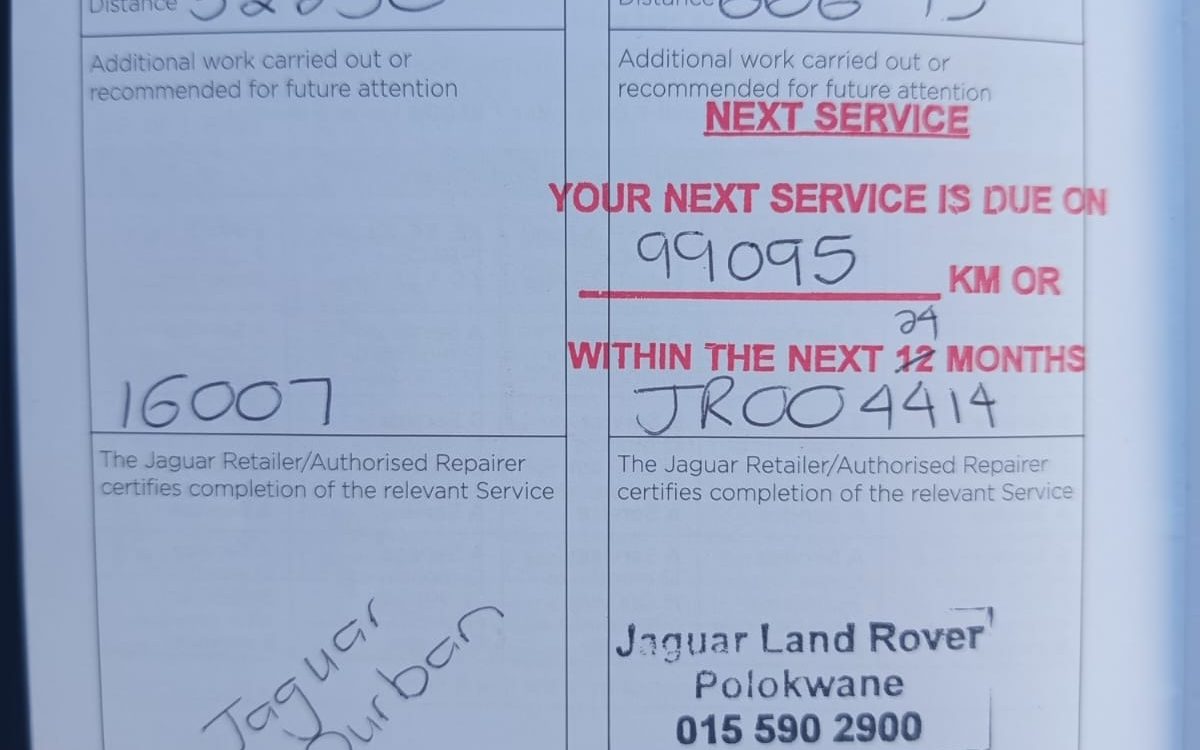 Distance
Additional work carried out or
recommended for future attention
16007
The Jaguar Retailer/Authorised Repairer
certifies completion of the relevant Service
Jaguar
Durban
Distance
Additional work carried out or
recommended for future attention
NEXT SERVICE
YOUR NEXT SERVICE IS DUE ON
99095 KM OR
24
WITHIN THE NEXT 12 MONTHS
JR004414
The Jaguar Retailer/Authorised Repairer
certifies completion of the relevant Service
Jaguar Land Rover
Polokwane
015 590 2900